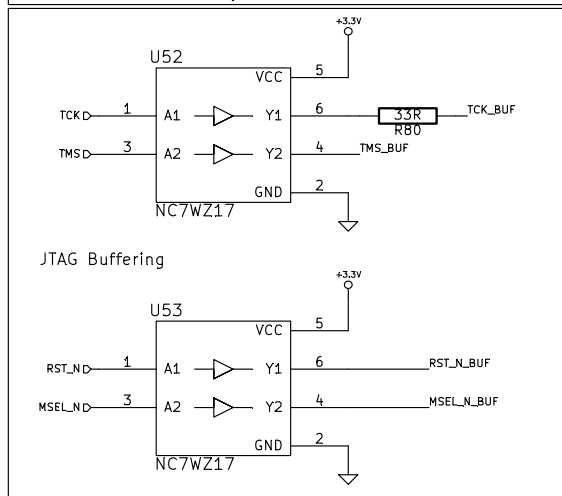 +3.3V
U52
VCC 5
TCK 1 A1 Y1 6 33R TCK_BUF
R80
TMS 3 A2 Y2 4 TMS_BUF
GND 2
NC7WZ17
JTAG Buffering
+3.3V
U53
VCC 5
RST_N 1 A1 Y1 6 RST_N_BUF
MSEL_N 3 A2 Y2 4 MSEL_N_BUF
GND 2
NC7WZ17